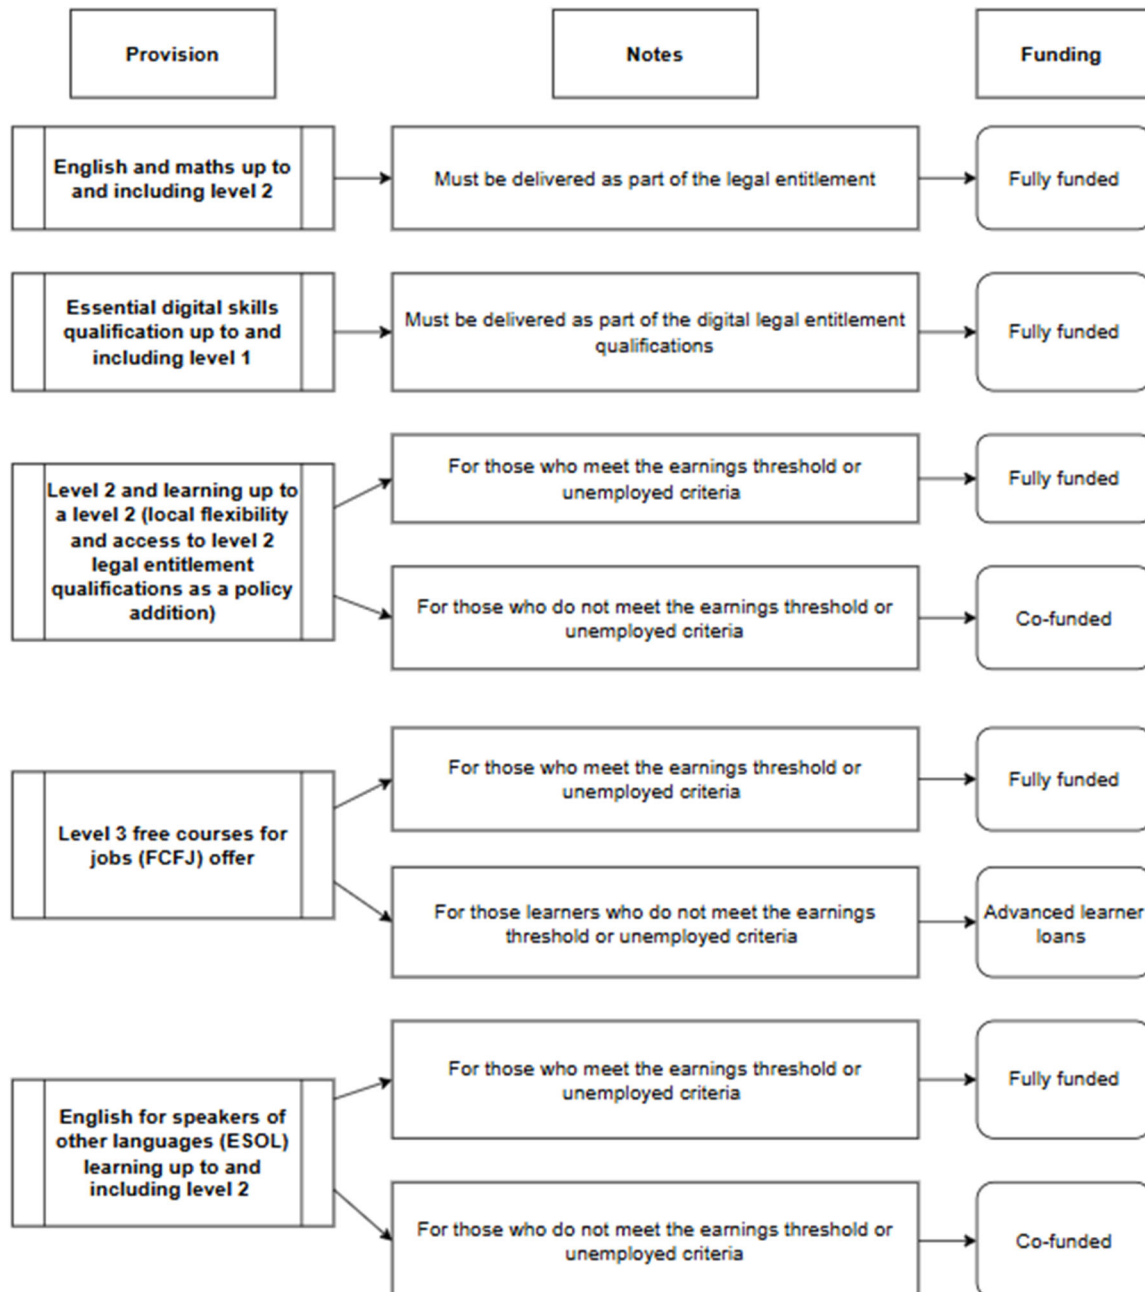 Provision
Notes
Funding
English and maths up to
and including level 2
Must be delivered as part of the legal entitlement
Fully funded
Essential digital skills
qualification up to and
including level 1
Must be delivered as part of the digital legal entitlement
qualifications
Fully funded
Level 2 and learning up to
a level 2 (local flexibility
and access to level 2
legal entitlement
qualifications as a policy
addition)
For those who meet the earnings threshold or
unemployed criteria
Fully funded
For those who do not meet the earnings threshold or
unemployed criteria
Co-funded
Level 3 free courses for
jobs (FCFJ) offer
For those who meet the earnings threshold or
unemployed criteria
Fully funded
For those learners who do not meet the earnings
threshold or unemployed criteria
Advanced learner
loans
English for speakers of
other languages (ESOL)
learning up to and
including level 2
For those who meet the earnings threshold or
unemployed criteria
Fully funded
For those who do not meet the earnings threshold or
unemployed criteria
Co-funded